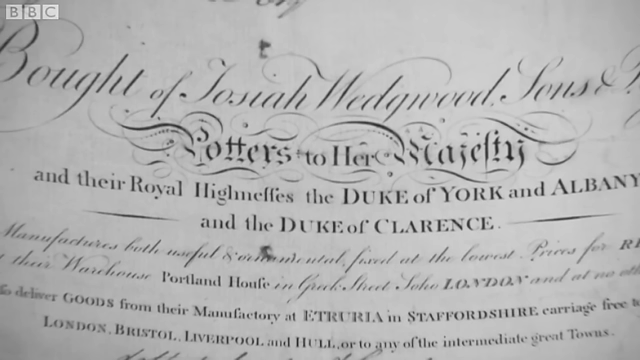 BBC
Bought of Josiah Wedgwood, Sons &
Potters to Her Majeſty
and their Royal Highneſſes the DUKE of YORK and ALBANY
and the DUKE of CLARENCE.
Manufactures both useful & ornamental, fixed at the lowest Prices for
their Warehouse Portland Houſe in Greek Street Soho LONDON and at no
deliver GOODS from their Manufactory at ETRURIA in STAFFORDSHIRE carriage free to
LONDON, BRISTOL, LIVERPOOL and HULL, or to any of the intermediate great Towns.